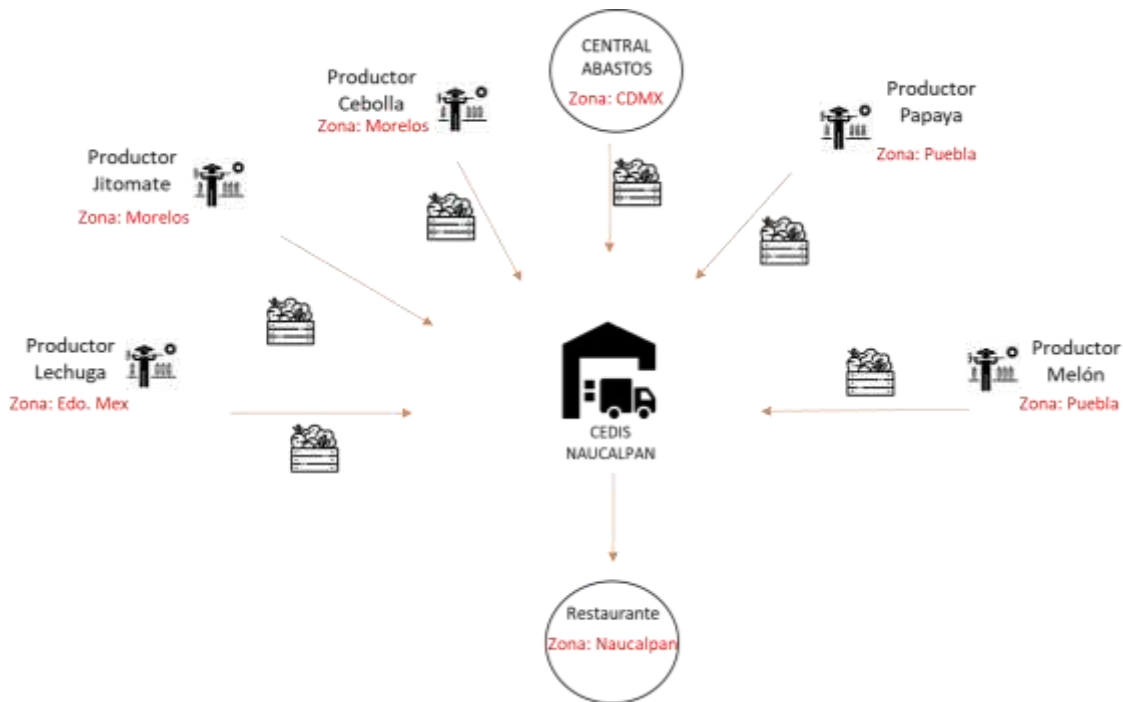 CENTRAL
ABASTOS
Zona: CDMX
Productor
Cebolla
Zona: Morelos
Productor
Papaya
Zona: Puebla
Productor
Jitomate
Zona: Morelos
Productor
Lechuga
Zona: Edo. Mex
Productor
Melón
Zona: Puebla
CEDIS
NAUCALPAN
Restaurante
Zona: Naucalpan